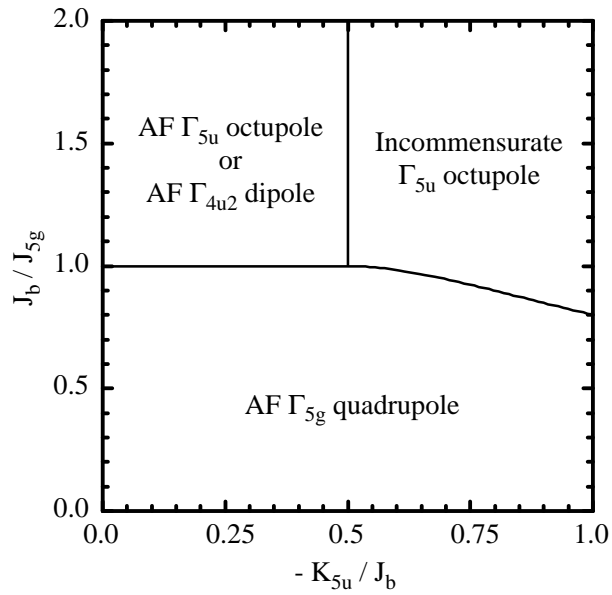 2.0
AF Γ5u octupole
or
AF Γ4u2 dipole
Incommensurate
Γ5u octupole
1.5
Jb / J5g
1.0
0.5
AF Γ5g quadrupole
0.0
0.0 0.25 0.5 0.75 1.0
- K5u / Jb